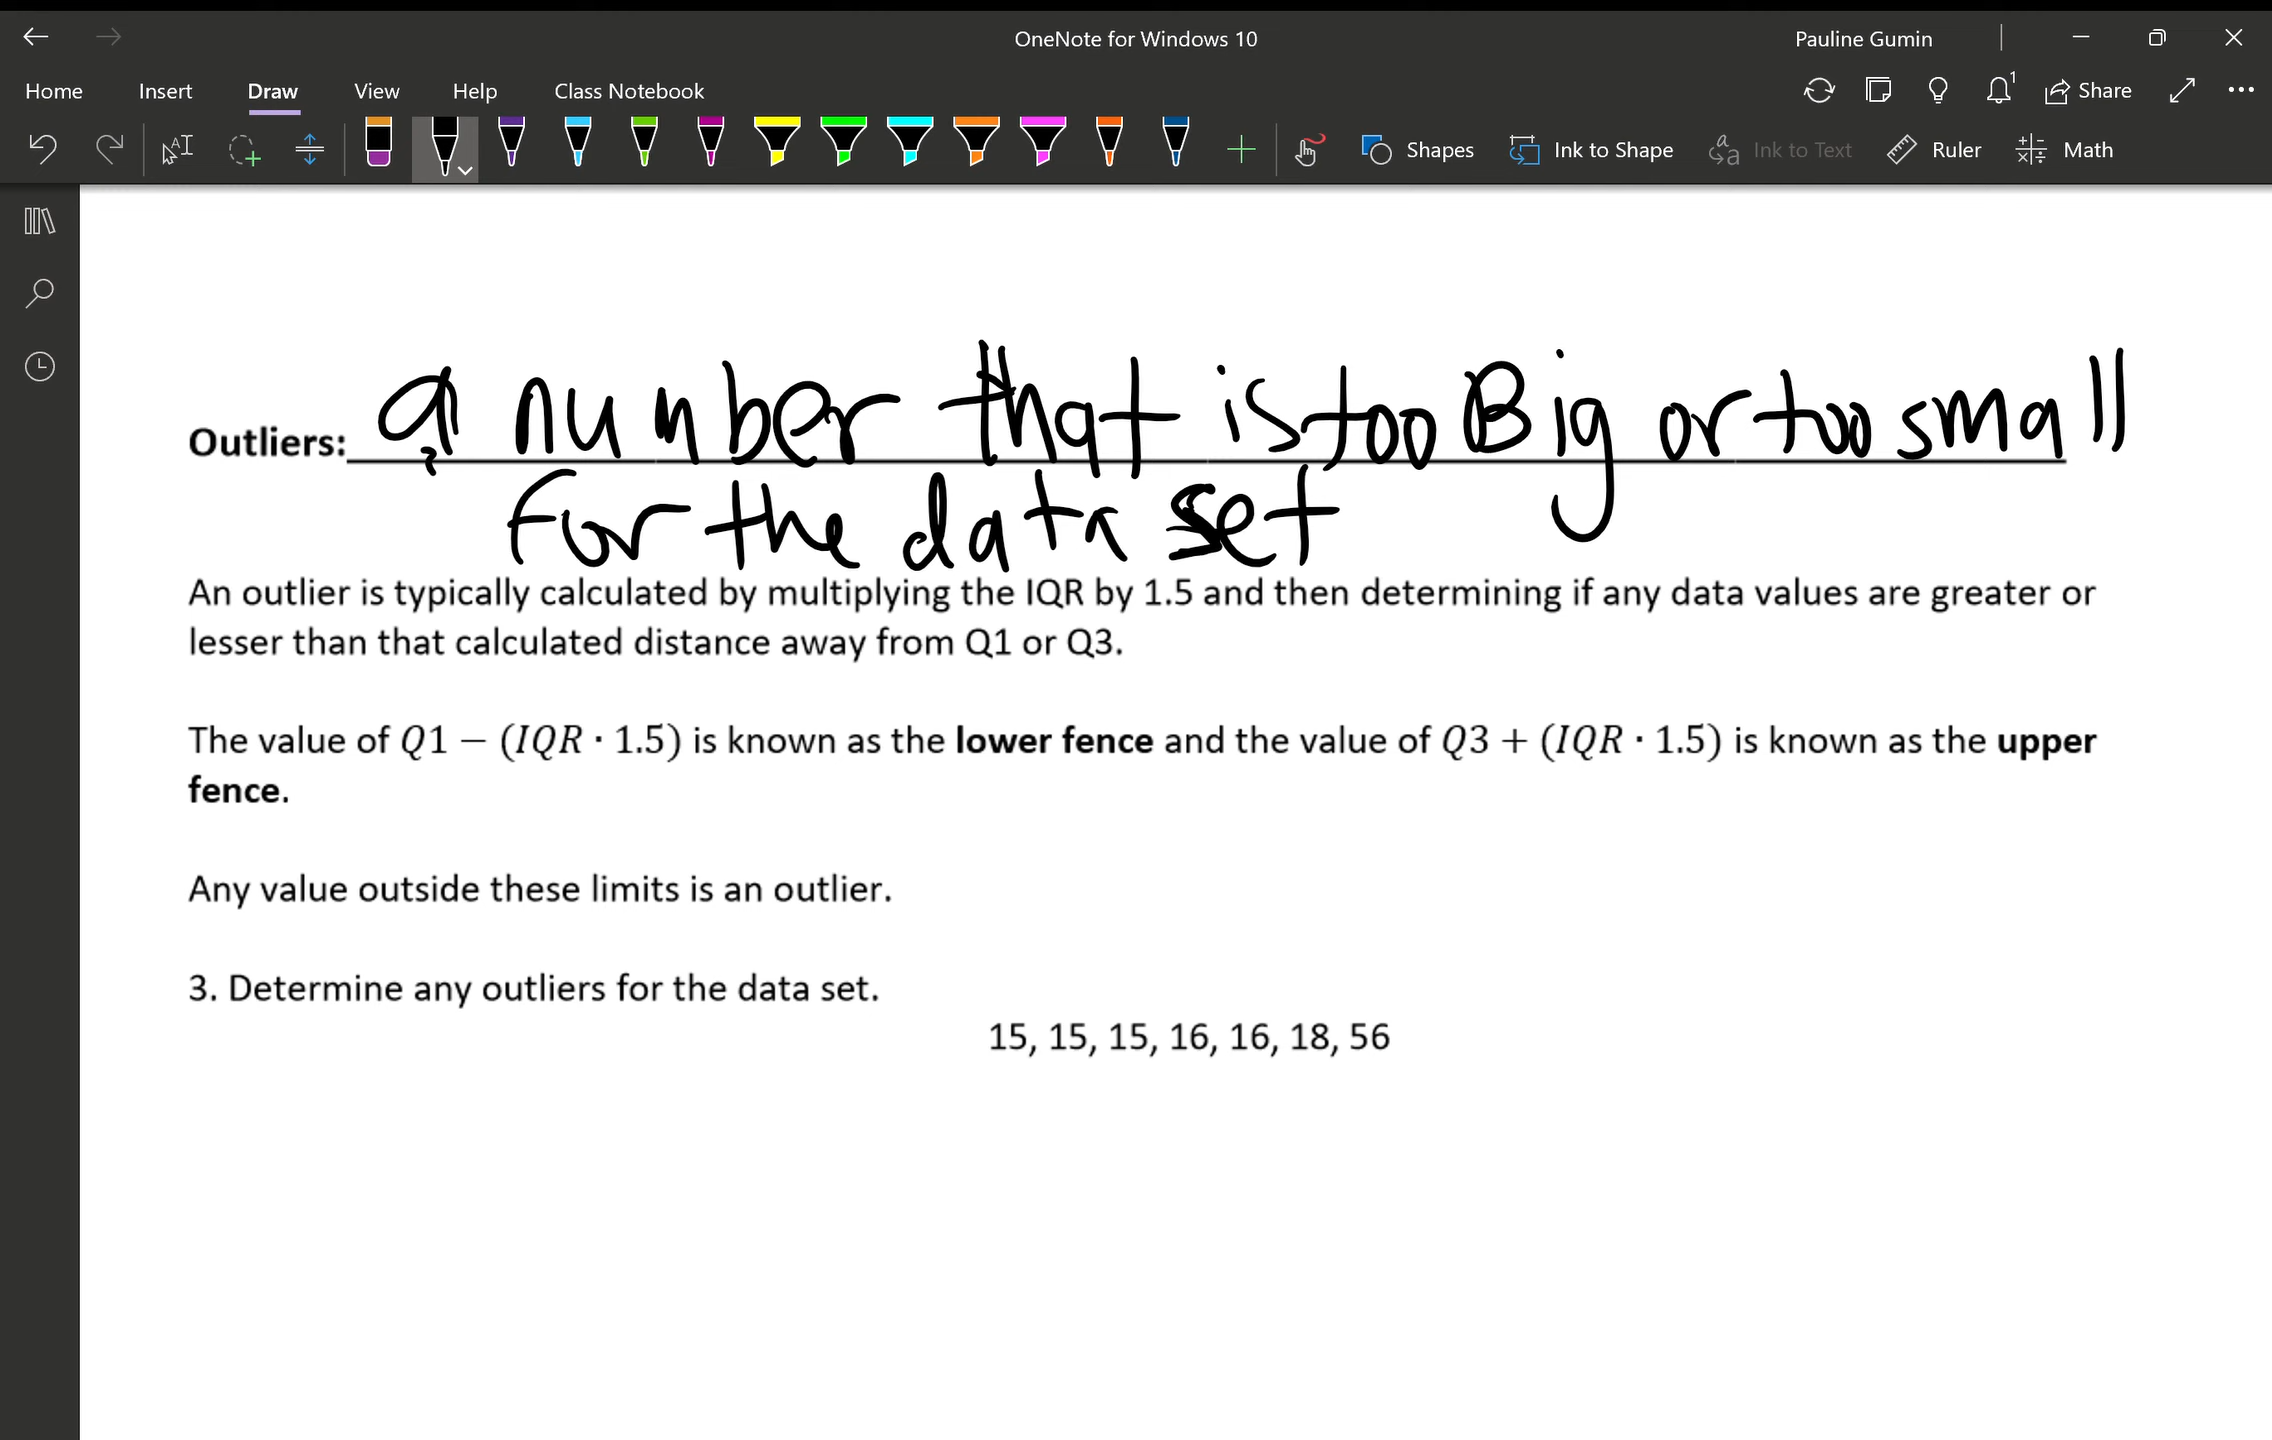 OneNote for Windows 10
Pauline Gumin
Home Insert Draw View Help Class Notebook
1
Share
Shapes Ink to Shape Ink to Text Ruler Math
Outliers: a number that is too Big or too small
for the data set
An outlier is typically calculated by multiplying the IQR by 1.5 and then determining if any data values are greater or
lesser than that calculated distance away from Q1 or Q3.
The value of Q1 − (IQR · 1.5) is known as the lower fence and the value of Q3 + (IQR · 1.5) is known as the upper
fence.
Any value outside these limits is an outlier.
3. Determine any outliers for the data set.
15, 15, 15, 16, 16, 18, 56